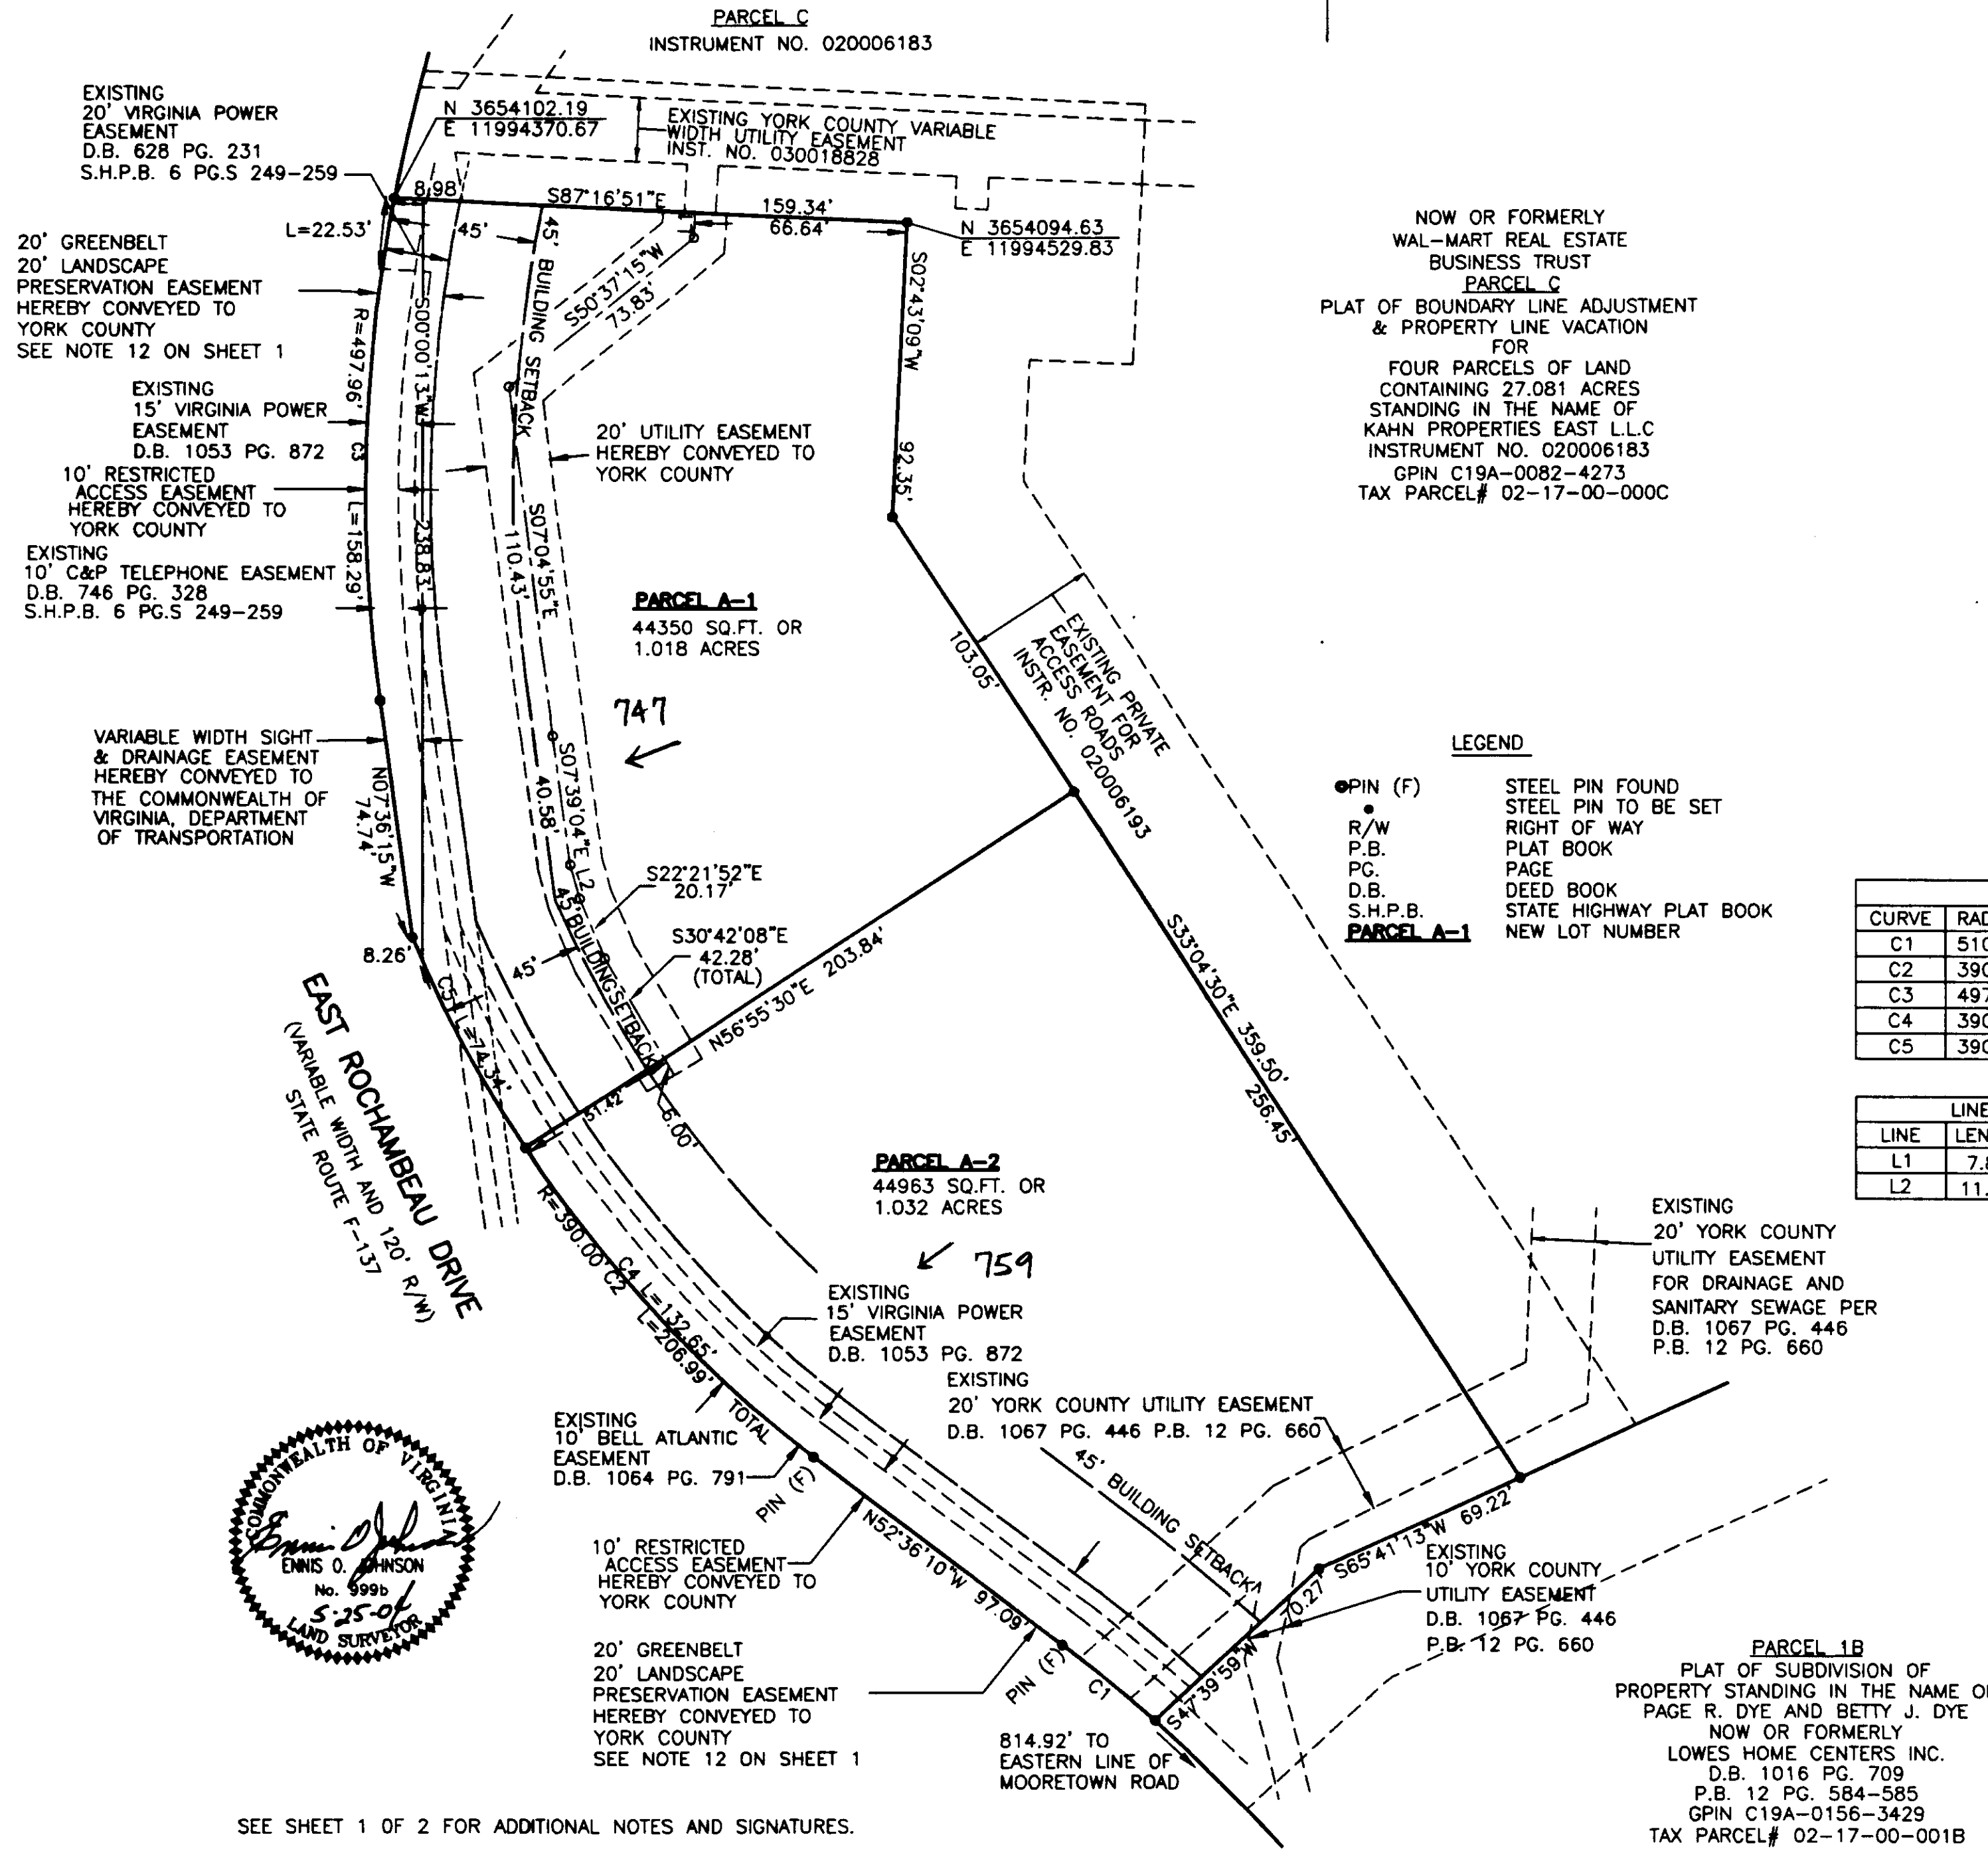 PARCEL C
INSTRUMENT NO. 020006183
EXISTING
20' VIRGINIA POWER
EASEMENT
D.B. 628 PG. 231
S.H.P.B. 6 PG.S 249-259
N 3654102.19
E 11994370.67
EXISTING YORK COUNTY VARIABLE
WIDTH UTILITY EASEMENT
INST. NO. 030018828
8.98'
S87°16'51"E
159.34'
66.64'
N 3654094.63
E 11994529.83
L=22.53'
45'
45' BUILDING SETBACK
S50°37'15"W
73.83'
S02°43'09"W
92.35'
20' GREENBELT
20' LANDSCAPE
PRESERVATION EASEMENT
HEREBY CONVEYED TO
YORK COUNTY
SEE NOTE 12 ON SHEET 1
R=497.96'
C3
L=158.29'
S00°00'13"W
238.83'
EXISTING
15' VIRGINIA POWER
EASEMENT
D.B. 1053 PG. 872
10' RESTRICTED
ACCESS EASEMENT
HEREBY CONVEYED TO
YORK COUNTY
EXISTING
10' C&P TELEPHONE EASEMENT
D.B. 746 PG. 328
S.H.P.B. 6 PG.S 249-259
20' UTILITY EASEMENT
HEREBY CONVEYED TO
YORK COUNTY
S07°04'55"E
110.43'
NOW OR FORMERLY
WAL-MART REAL ESTATE
BUSINESS TRUST
PARCEL C
PLAT OF BOUNDARY LINE ADJUSTMENT
& PROPERTY LINE VACATION
FOR
FOUR PARCELS OF LAND
CONTAINING 27.081 ACRES
STANDING IN THE NAME OF
KAHN PROPERTIES EAST L.L.C
INSTRUMENT NO. 020006183
GPIN C19A-0082-4273
TAX PARCEL# 02-17-00-000C
PARCEL A-1
44350 SQ.FT. OR
1.018 ACRES
747
103.05'
EXISTING PRIVATE
EASEMENT FOR
ACCESS ROADS
INSTR. NO. 020006193
VARIABLE WIDTH SIGHT
& DRAINAGE EASEMENT
HEREBY CONVEYED TO
THE COMMONWEALTH OF
VIRGINIA, DEPARTMENT
OF TRANSPORTATION
N07°36'15"W
74.74'
8.26'
S07°39'04"E
40.58'
L2
S22°21'52"E
20.17'
S30°42'08"E
42.28'
(TOTAL)
45'
45' BUILDING SETBACK
C5 L=74.34'
N56°55'30"E 203.84'
51.42'
6.00'
S33°04'30"E 359.50'
256.45'
LEGEND
PIN (F) STEEL PIN FOUND
STEEL PIN TO BE SET
R/W RIGHT OF WAY
P.B. PLAT BOOK
PG. PAGE
D.B. DEED BOOK
S.H.P.B. STATE HIGHWAY PLAT BOOK
PARCEL A-1 NEW LOT NUMBER
CURVE RAD
C1 510
C2 390
C3 497
C4 390
C5 390
LINE
LINE LEN
L1 7.8
L2 11.
EAST ROCHAMBEAU DRIVE
(VARIABLE WIDTH AND 120' R/W)
STATE ROUTE F-137
PARCEL A-2
44963 SQ.FT. OR
1.032 ACRES
759
R=390.00' C2
C4 L=132.65'
L=206.99' TOTAL
EXISTING
15' VIRGINIA POWER
EASEMENT
D.B. 1053 PG. 872
EXISTING
20' YORK COUNTY
UTILITY EASEMENT
FOR DRAINAGE AND
SANITARY SEWAGE PER
D.B. 1067 PG. 446
P.B. 12 PG. 660
EXISTING
20' YORK COUNTY UTILITY EASEMENT
D.B. 1067 PG. 446 P.B. 12 PG. 660
45' BUILDING SETBACK
EXISTING
10' BELL ATLANTIC
EASEMENT
D.B. 1064 PG. 791
PIN (F)
N52°36'10"W 97.09'
PIN (F)
C1
10' RESTRICTED
ACCESS EASEMENT
HEREBY CONVEYED TO
YORK COUNTY
20' GREENBELT
20' LANDSCAPE
PRESERVATION EASEMENT
HEREBY CONVEYED TO
YORK COUNTY
SEE NOTE 12 ON SHEET 1
S65°41'13"W 69.22'
S47°39'59"W 70.27'
EXISTING
10' YORK COUNTY
UTILITY EASEMENT
D.B. 1067 PG. 446
P.B. 12 PG. 660
814.92' TO
EASTERN LINE OF
MOORETOWN ROAD
PARCEL 1B
PLAT OF SUBDIVISION OF
PROPERTY STANDING IN THE NAME O
PAGE R. DYE AND BETTY J. DYE
NOW OR FORMERLY
LOWES HOME CENTERS INC.
D.B. 1016 PG. 709
P.B. 12 PG. 584-585
GPIN C19A-0156-3429
TAX PARCEL# 02-17-00-001B
COMMONWEALTH OF VIRGINIA
Ennis O Johnson
ENNIS O. JOHNSON
No. 999b
5-25-04
LAND SURVEYOR
SEE SHEET 1 OF 2 FOR ADDITIONAL NOTES AND SIGNATURES.